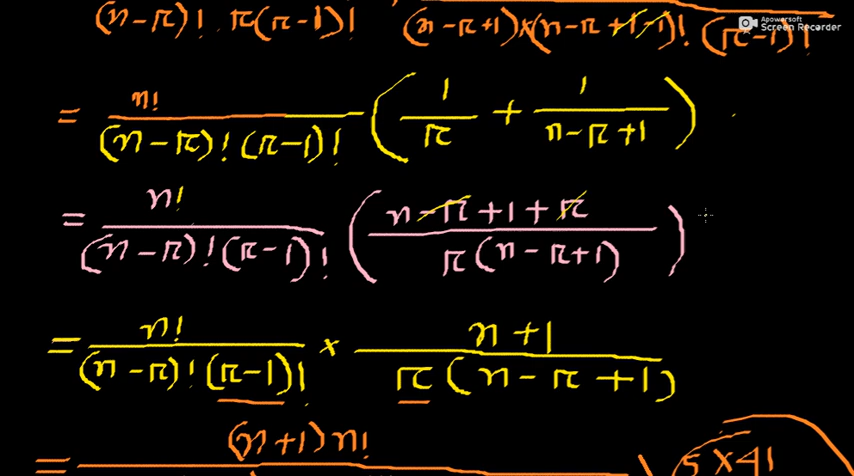 (n-r)! r(r-1)! (n-r+1)×(n-r+1-1)! (r-1)!
Apowersoft
Screen Recorder
= n!/((n-r)!(r-1)!) (1/r + 1/(n-r+1))
= n!/((n-r)!(r-1)!) ((n-r+1+r)/(r(n-r+1)))
= n!/((n-r)!(r-1)!) × (n+1)/(r(n-r+1))
= (n+1)n!
5×4!